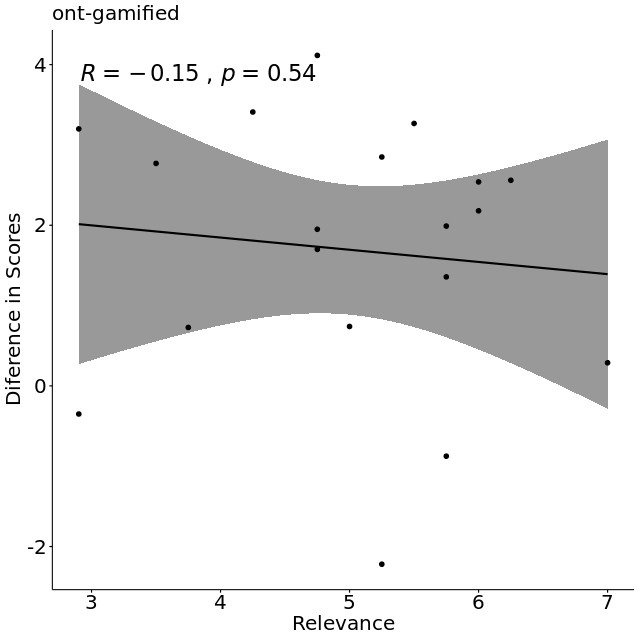 ont-gamified
R = −0.15 , p = 0.54
4
2
0
-2
Diference in Scores
3 4 5 6 7
Relevance